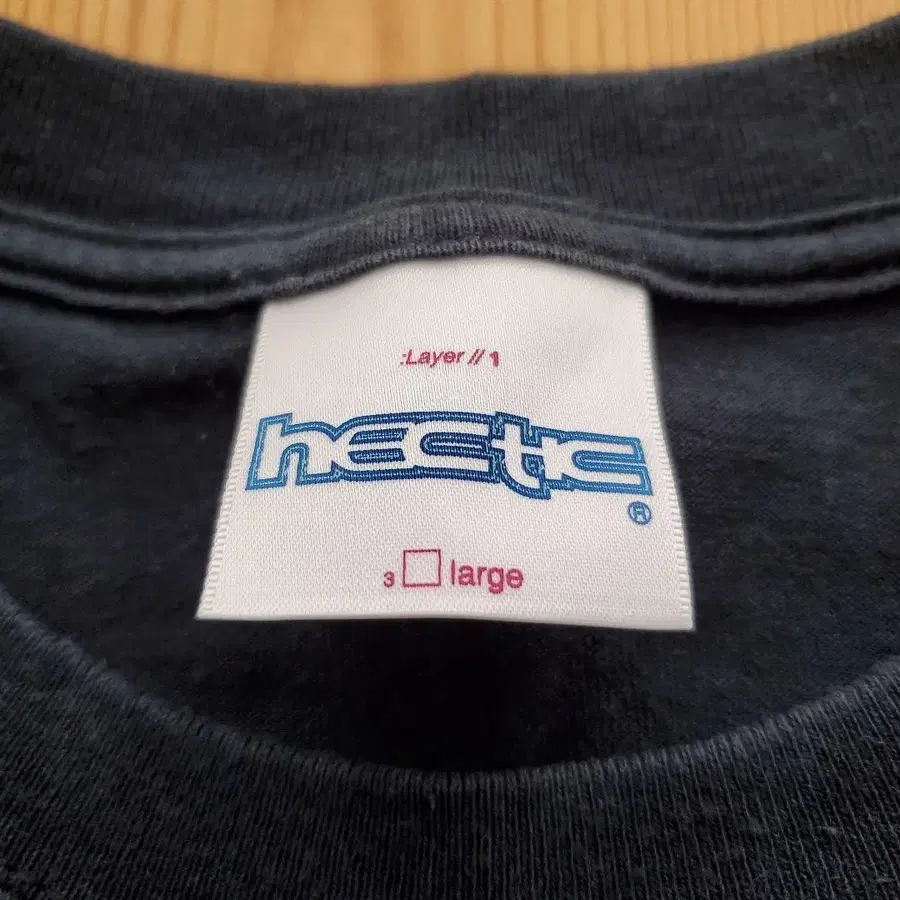 :Layer // 1
hectic
®
3 large